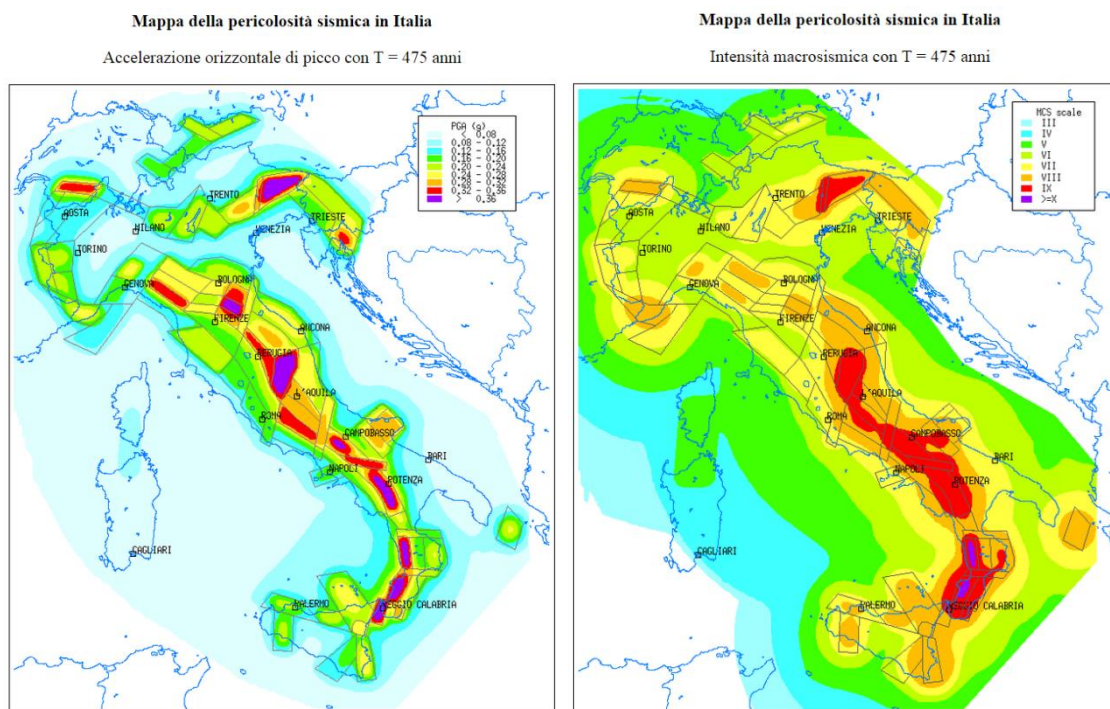 Mappa della pericolosità sismica in Italia
Accelerazione orizzontale di picco con T = 475 anni
PGA (g)
< 0.08
0.08 - 0.12
0.12 - 0.16
0.16 - 0.20
0.20 - 0.24
0.24 - 0.28
0.28 - 0.32
0.32 - 0.36
> 0.36
TRENTO
AOSTA
MILANO
TRIESTE
VENEZIA
TORINO
BOLOGNA
GENOVA
FIRENZE
ANCONA
PERUGIA
L'AQUILA
ROMA
CAMPOBASSO
BARI
NAPOLI
POTENZA
CAGLIARI
PALERMO
REGGIO CALABRIA
Mappa della pericolosità sismica in Italia
Intensità macrosismica con T = 475 anni
MCS scale
III
IV
V
VI
VII
VIII
IX
>=X
TRENTO
AOSTA
MILANO
TRIESTE
VENEZIA
TORINO
BOLOGNA
GENOVA
FIRENZE
ANCONA
PERUGIA
L'AQUILA
ROMA
CAMPOBASSO
BARI
NAPOLI
POTENZA
CAGLIARI
PALERMO
REGGIO CALABRIA